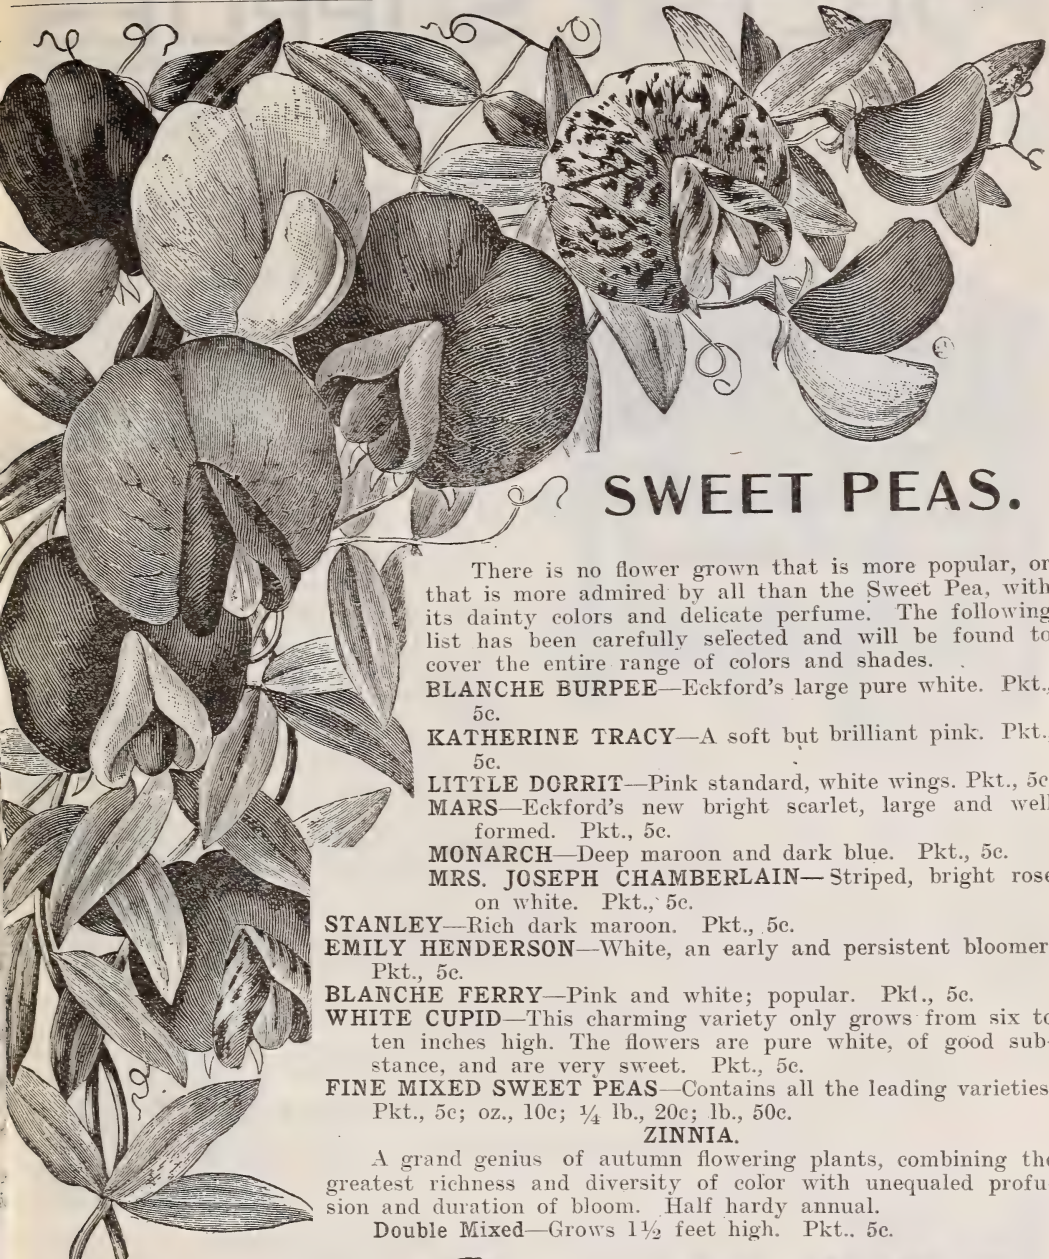 SWEET PEAS.
There is no flower grown that is more popular, or
that is more admired by all than the Sweet Pea, with
its dainty colors and delicate perfume. The following
list has been carefully selected and will be found to
cover the entire range of colors and shades.
BLANCHE BURPEE—Eckford's large pure white. Pkt.,
5c.
KATHERINE TRACY—A soft but brilliant pink. Pkt.
5c.
LITTLE DORRIT—Pink standard, white wings. Pkt., 5c
MARS—Eckford's new bright scarlet, large and well
formed. Pkt., 5c.
MONARCH—Deep maroon and dark blue. Pkt., 5c.
MRS. JOSEPH CHAMBERLAIN—Striped, bright rose
on white. Pkt., 5c.
STANLEY—Rich dark maroon. Pkt., 5c.
EMILY HENDERSON—White, an early and persistent bloomer
Pkt., 5c.
BLANCHE FERRY—Pink and white; popular. Pkt., 5c.
WHITE CUPID—This charming variety only grows from six to
ten inches high. The flowers are pure white, of good sub-
stance, and are very sweet. Pkt., 5c.
FINE MIXED SWEET PEAS—Contains all the leading varieties
Pkt., 5c; oz., 10c; ¼ lb., 20c; lb., 50c.
ZINNIA.
A grand genius of autumn flowering plants, combining the
greatest richness and diversity of color with unequaled profu
sion and duration of bloom. Half hardy annual.
Double Mixed—Grows 1½ feet high. Pkt.. 5c.